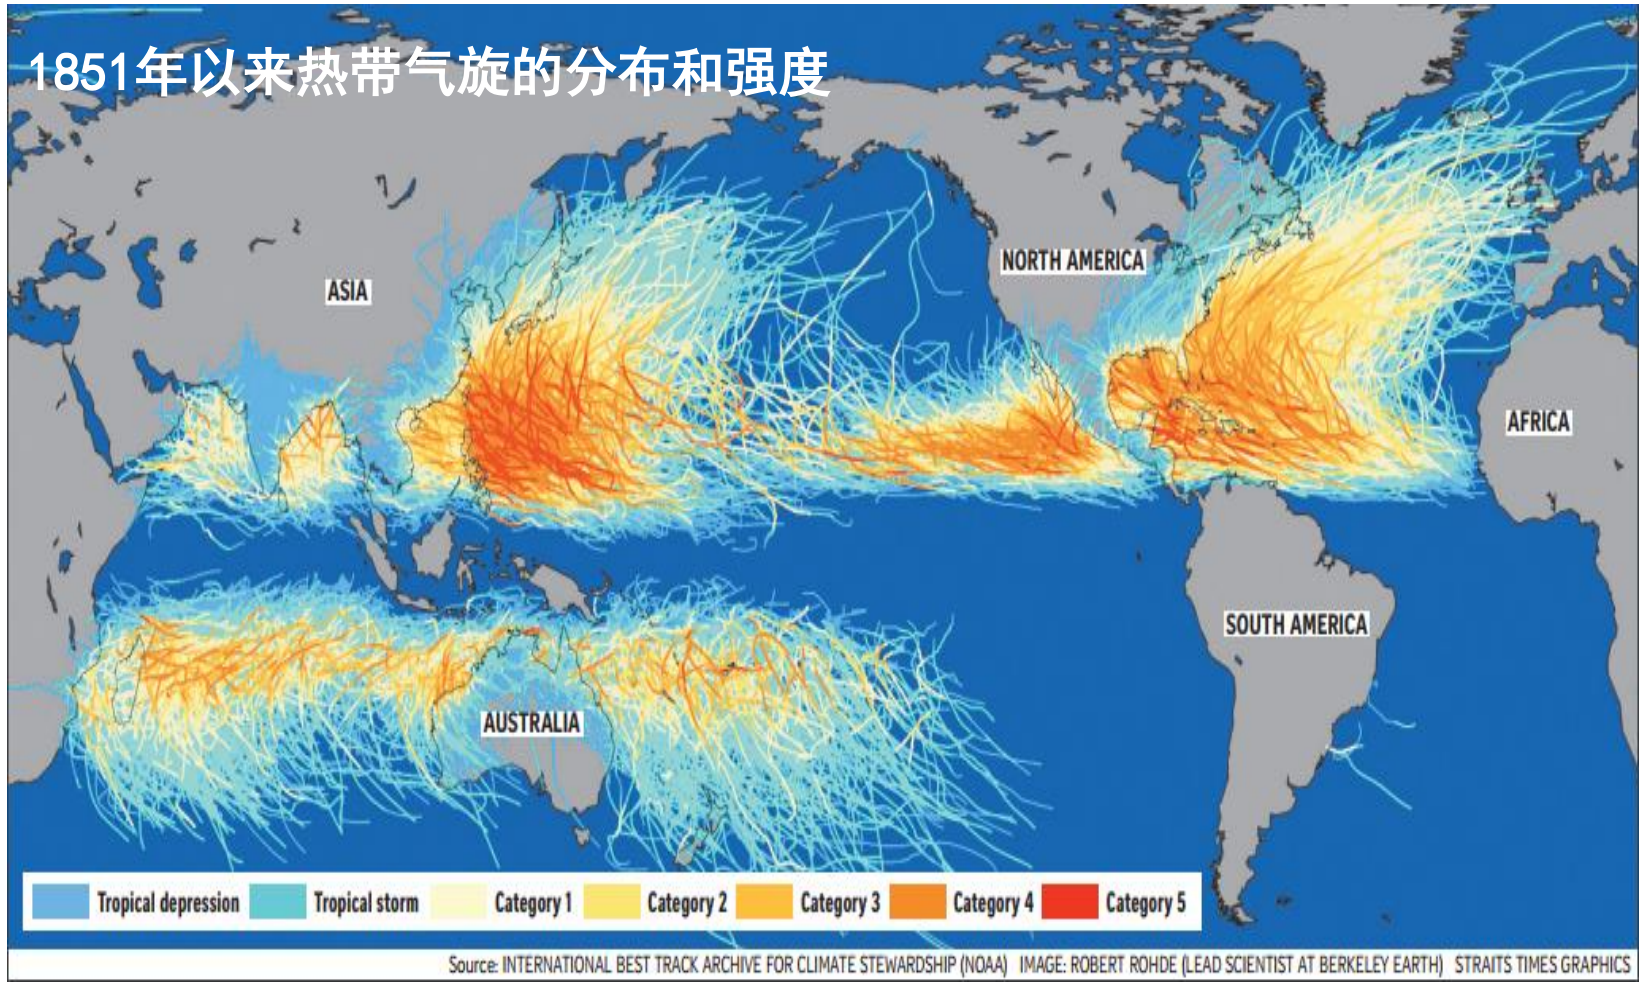 1851年以来热带气旋的分布和强度
NORTH AMERICA
ASIA
AFRICA
SOUTH AMERICA
AUSTRALIA
Tropical depression
Tropical storm
Category 1
Category 2
Category 3
Category 4
Category 5
Source: INTERNATIONAL BEST TRACK ARCHIVE FOR CLIMATE STEWARDSHIP (NOAA) IMAGE: ROBERT ROHDE (LEAD SCIENTIST AT BERKELEY EARTH) STRAITS TIMES GRAPHICS